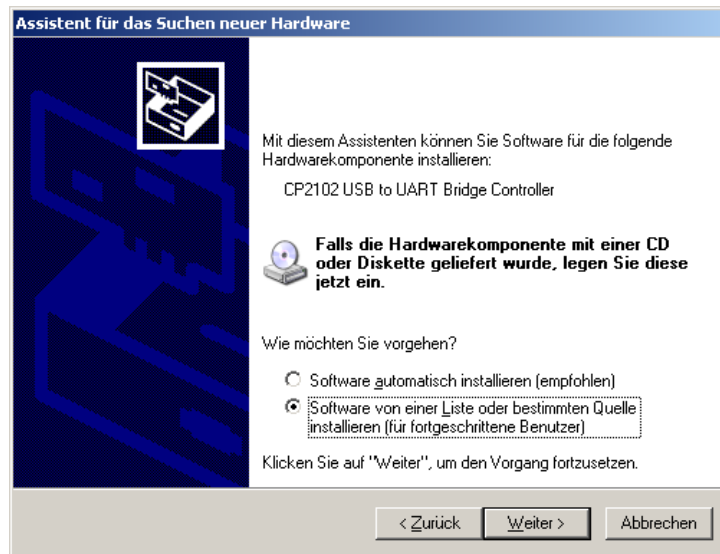 Assistent für das Suchen neuer Hardware
Mit diesem Assistenten können Sie Software für die folgende
Hardwarekomponente installieren:
CP2102 USB to UART Bridge Controller
Falls die Hardwarekomponente mit einer CD
oder Diskette geliefert wurde, legen Sie diese
jetzt ein.
Wie möchten Sie vorgehen?
Software automatisch installieren (empfohlen)
Software von einer Liste oder bestimmten Quelle
installieren (für fortgeschrittene Benutzer)
Klicken Sie auf "Weiter", um den Vorgang fortzusetzen.
< Zurück Weiter > Abbrechen